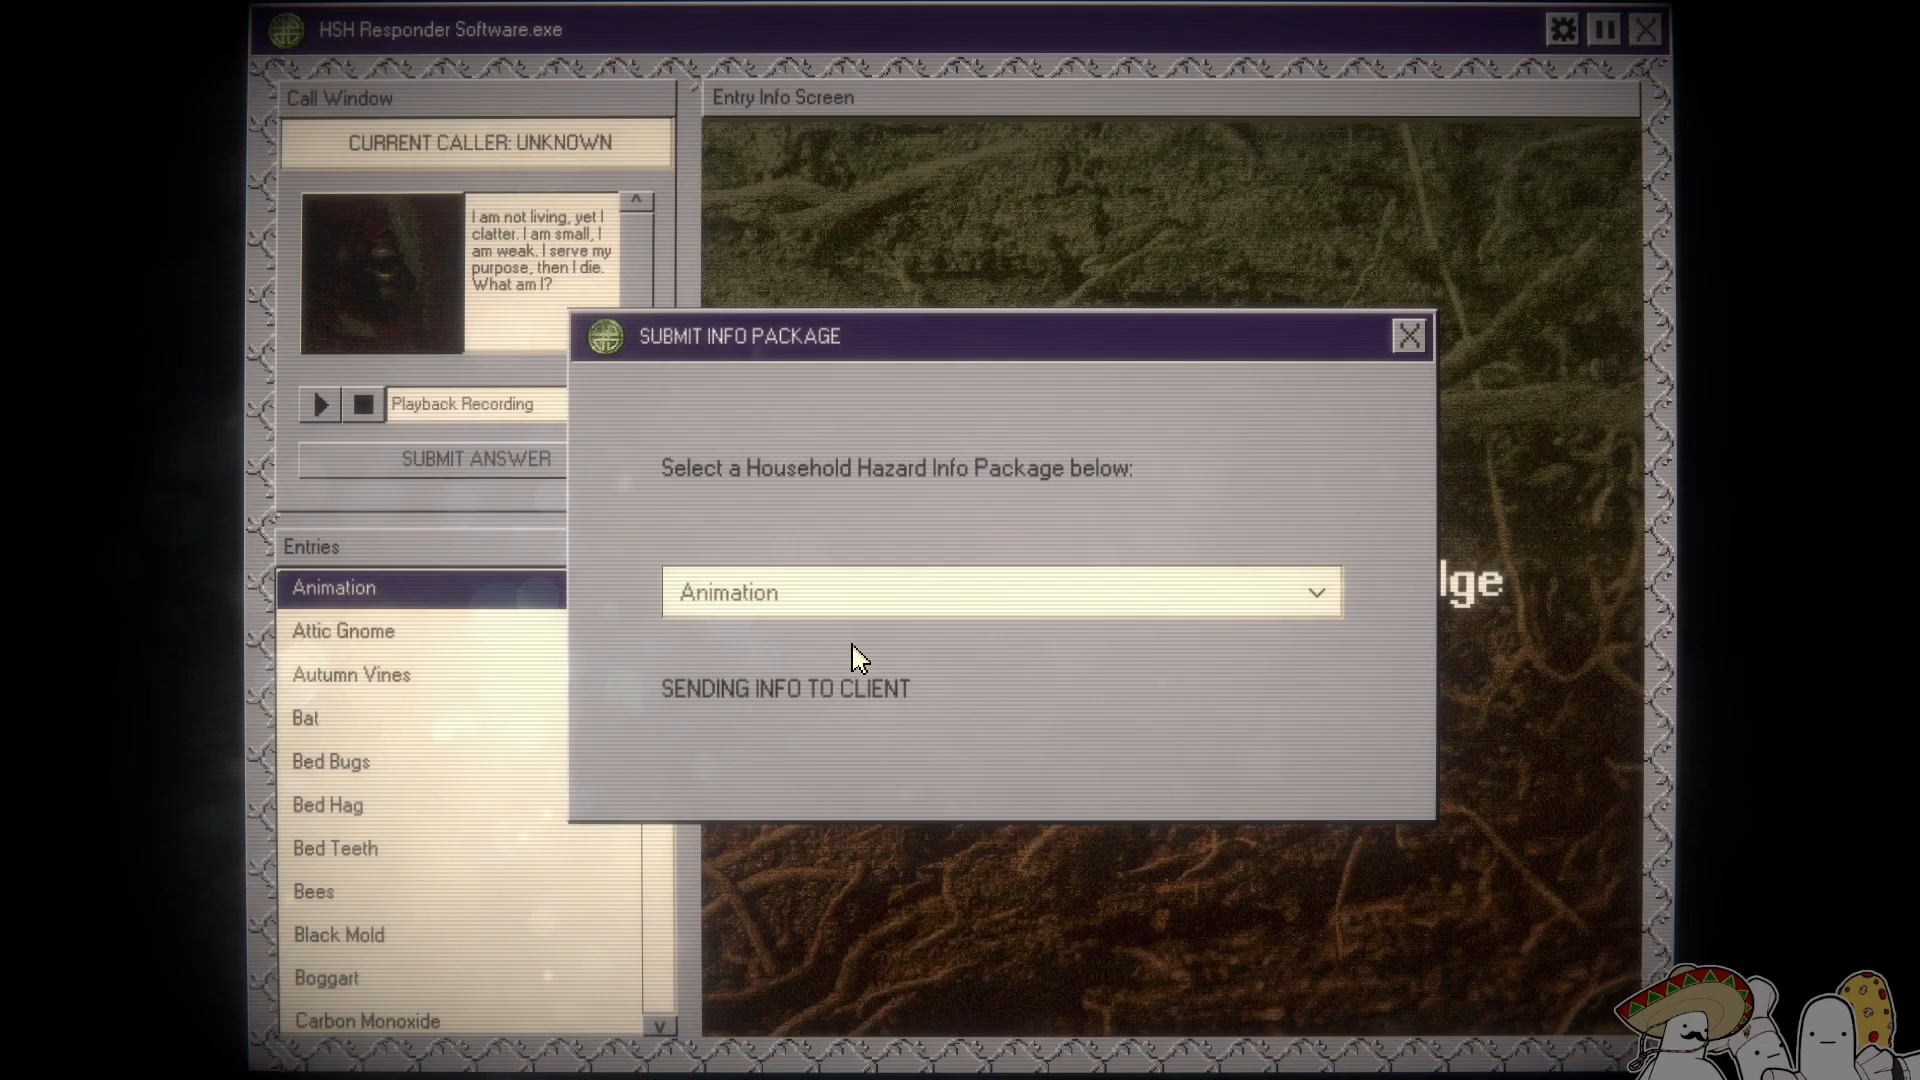 HSH Responder Software.exe
Call Window
CURRENT CALLER: UNKNOWN
I am not living, yet I
clatter. I am small, I
am weak. I serve my
purpose, then I die.
What am I?
Playback Recording
SUBMIT ANSWER
Entries
Animation
Attic Gnome
Autumn Vines
Bat
Bed Bugs
Bed Hag
Bed Teeth
Bees
Black Mold
Boggart
Carbon Monoxide
Entry Info Screen
SUBMIT INFO PACKAGE
Select a Household Hazard Info Package below:
Animation
SENDING INFO TO CLIENT